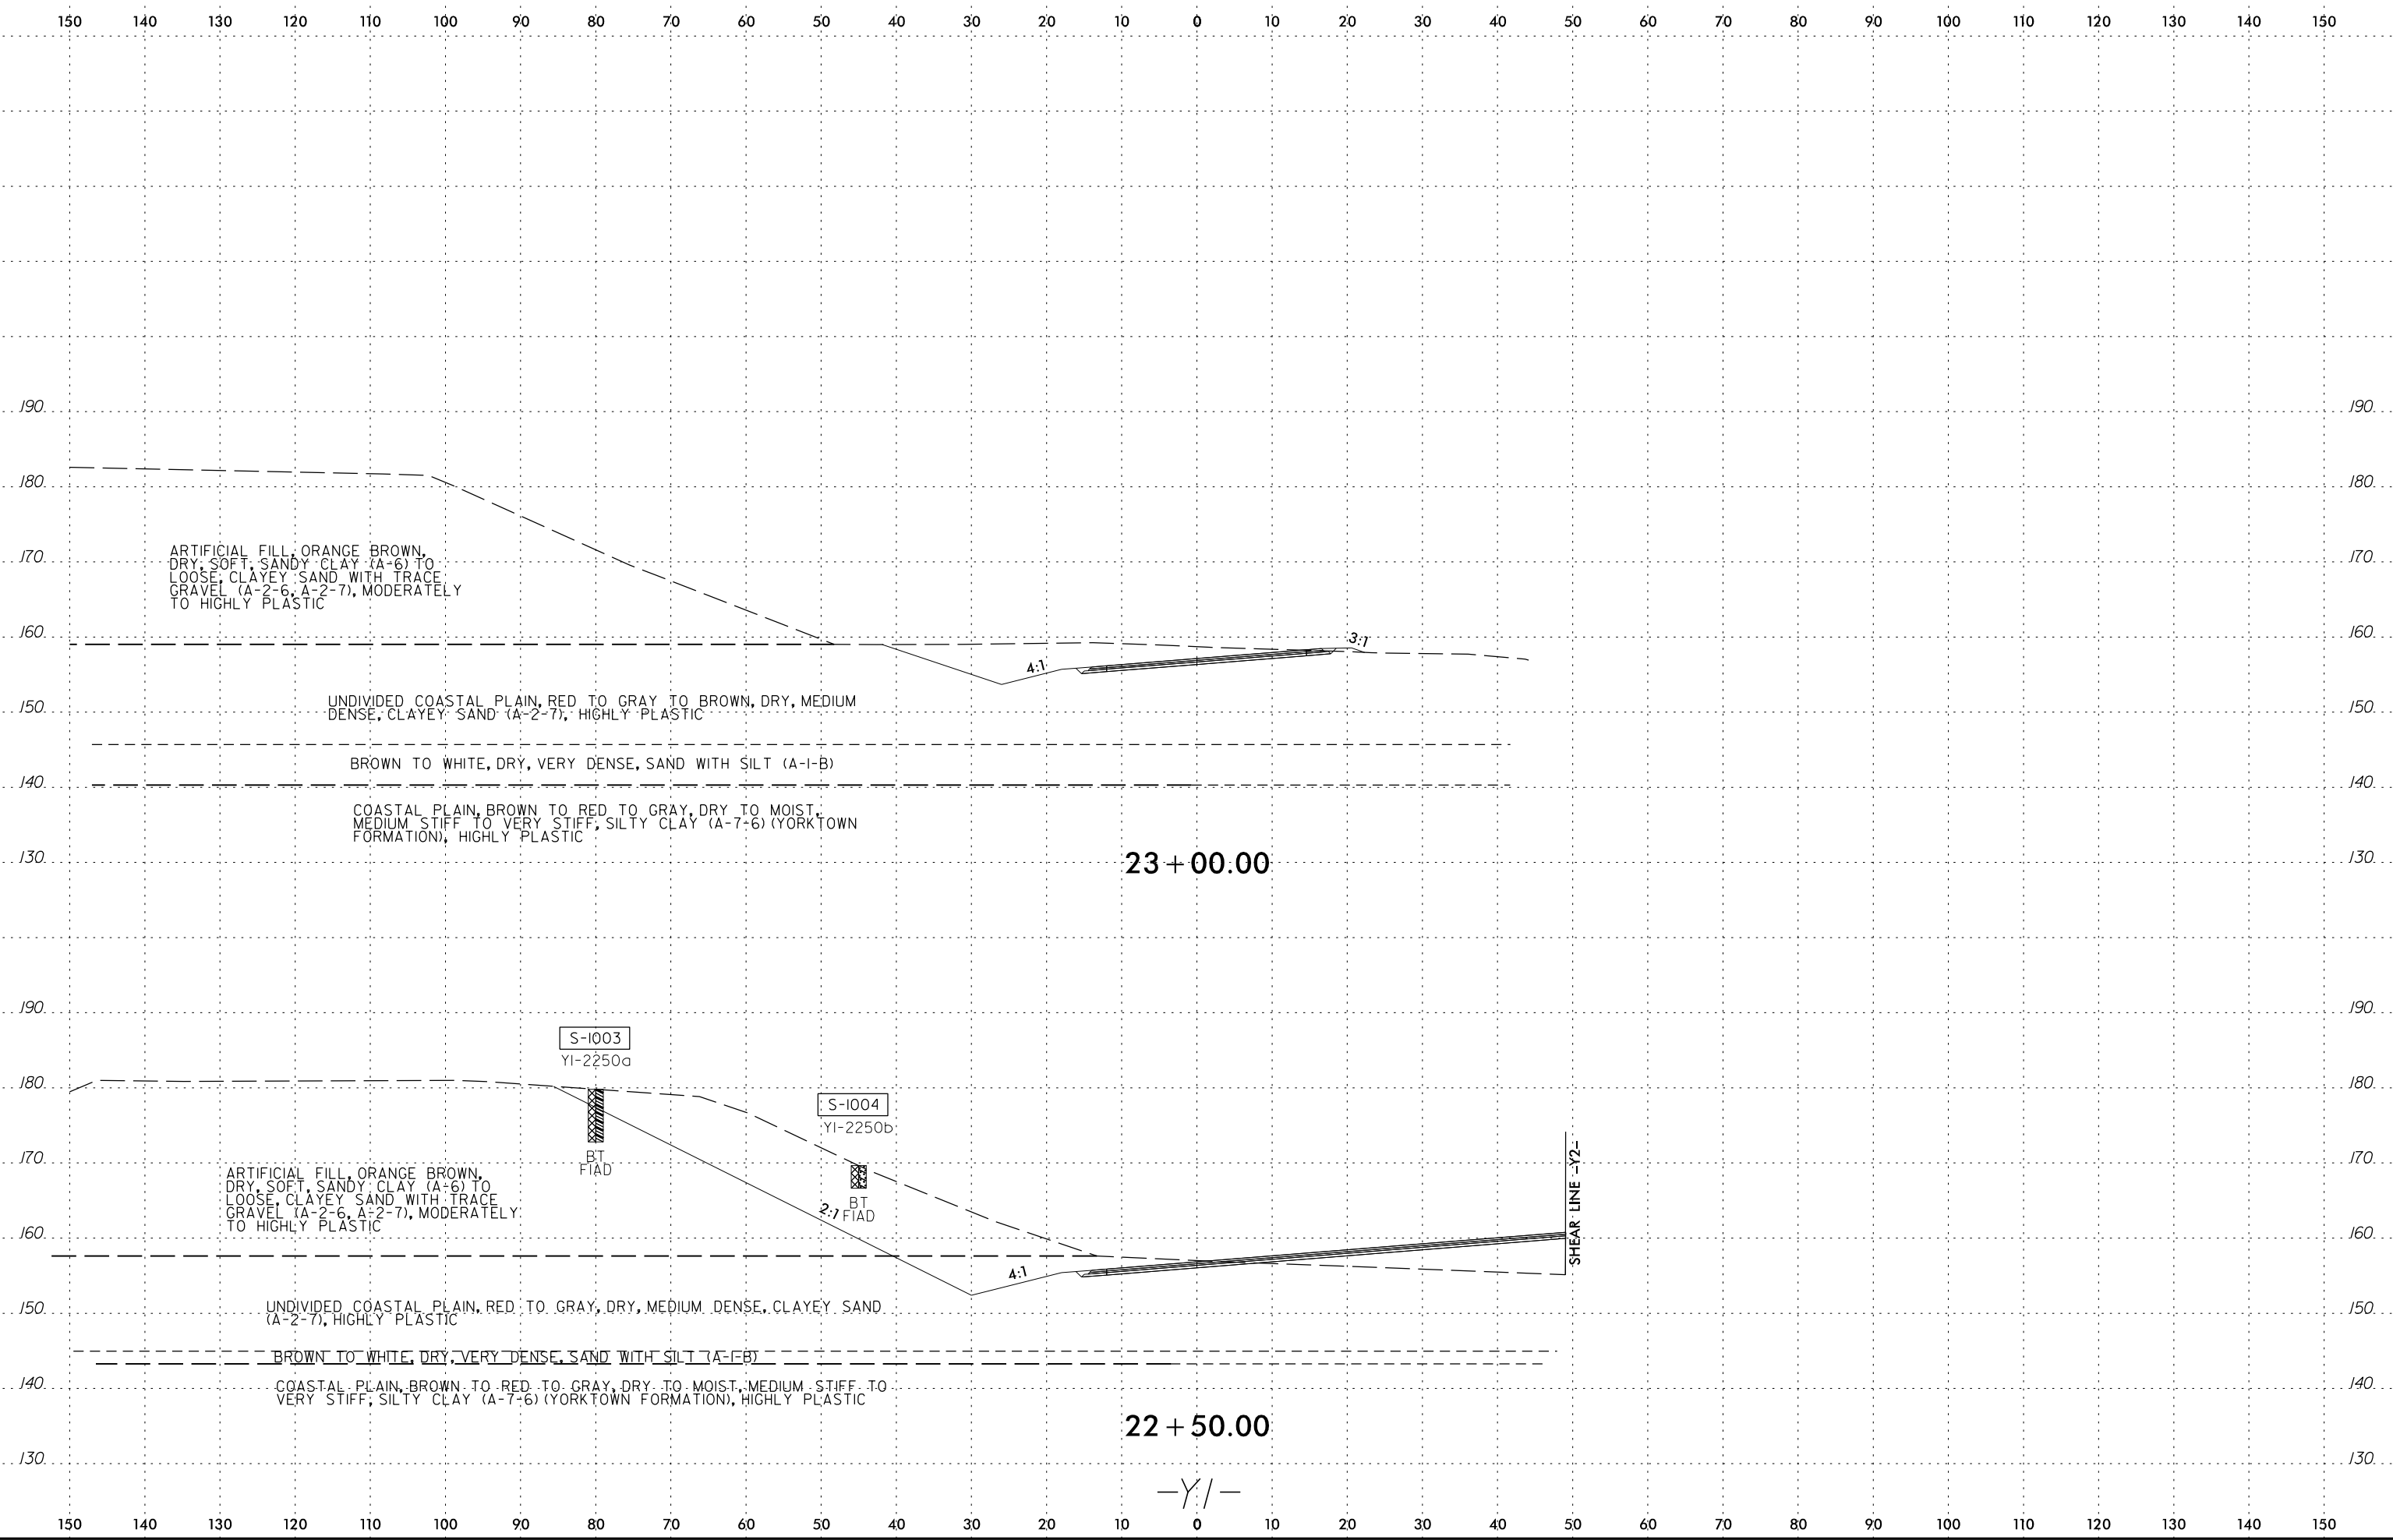 150 140 130 120 110 100 90 80 70 60 50 40 30 20 10 0 10 20 30 40 50 60 70 80 90 100 110 120 130 140 150
190 190
180 180
ARTIFICIAL FILL, ORANGE BROWN,
DRY, SOFT, SANDY CLAY (A-6) TO
LOOSE, CLAYEY SAND WITH TRACE
GRAVEL (A-2-6, A-2-7), MODERATELY
TO HIGHLY PLASTIC
170 170
160 160
3:1
4:1
UNDIVIDED COASTAL PLAIN, RED TO GRAY TO BROWN, DRY, MEDIUM
DENSE, CLAYEY SAND (A-2-7), HIGHLY PLASTIC
150 150
BROWN TO WHITE, DRY, VERY DENSE, SAND WITH SILT (A-1-B)
140 140
COASTAL PLAIN, BROWN TO RED TO GRAY, DRY TO MOIST,
MEDIUM STIFF TO VERY STIFF, SILTY CLAY (A-7-6) (YORKTOWN
FORMATION), HIGHLY PLASTIC
130 130
23+00.00
190 190
S-1003
Y1-2250a
180 180
S-1004
Y1-2250b
BT
FIAD
170 170
ARTIFICIAL FILL, ORANGE BROWN,
DRY, SOFT, SANDY CLAY (A-6) TO
LOOSE, CLAYEY SAND WITH TRACE
GRAVEL (A-2-6, A-2-7), MODERATELY
TO HIGHLY PLASTIC
BT
FIAD
2:1
SHEAR LINE -Y2-
160 160
4:1
UNDIVIDED COASTAL PLAIN, RED TO GRAY, DRY, MEDIUM DENSE, CLAYEY SAND
(A-2-7), HIGHLY PLASTIC
150 150
BROWN TO WHITE, DRY, VERY DENSE, SAND WITH SILT (A-1-B)
140 140
COASTAL PLAIN, BROWN TO RED TO GRAY, DRY TO MOIST, MEDIUM STIFF TO
VERY STIFF, SILTY CLAY (A-7-6) (YORKTOWN FORMATION), HIGHLY PLASTIC
22+50.00
130 130
-Y1-
150 140 130 120 110 100 90 80 70 60 50 40 30 20 10 0 10 20 30 40 50 60 70 80 90 100 110 120 130 140 150